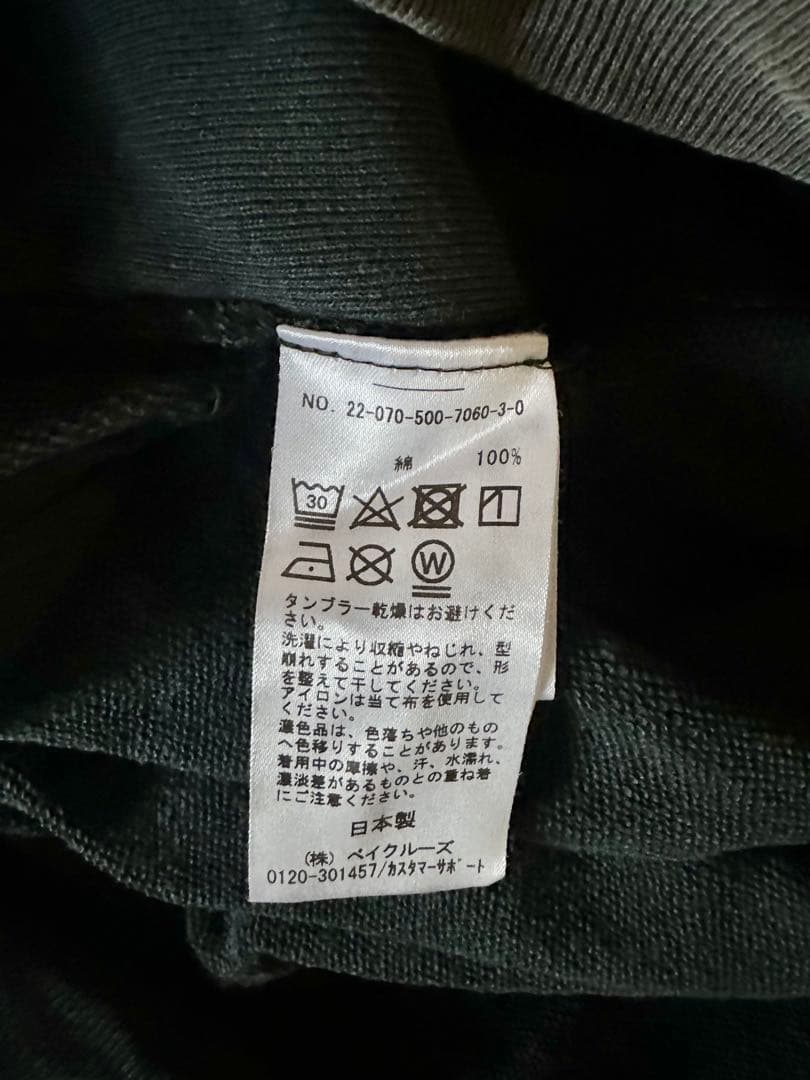 NO. 22-070-500-7060-3-0
綿 100%
30
W
タンブラー乾燥はお避けくだ
さい。
洗濯により収縮やねじれ、型
崩れすることがあるので、形
を整えて干してください。
アイロンは当て布を使用して
ください。
濃色品は、色落ちや他のもの
へ色移りすることがあります。
着用中の摩擦や、汗、水濡れ、
濃淡差があるものとの重ね着
にご注意ください。
日本製
（株）ベイクルーズ
0120-301457/カスタマーサポート